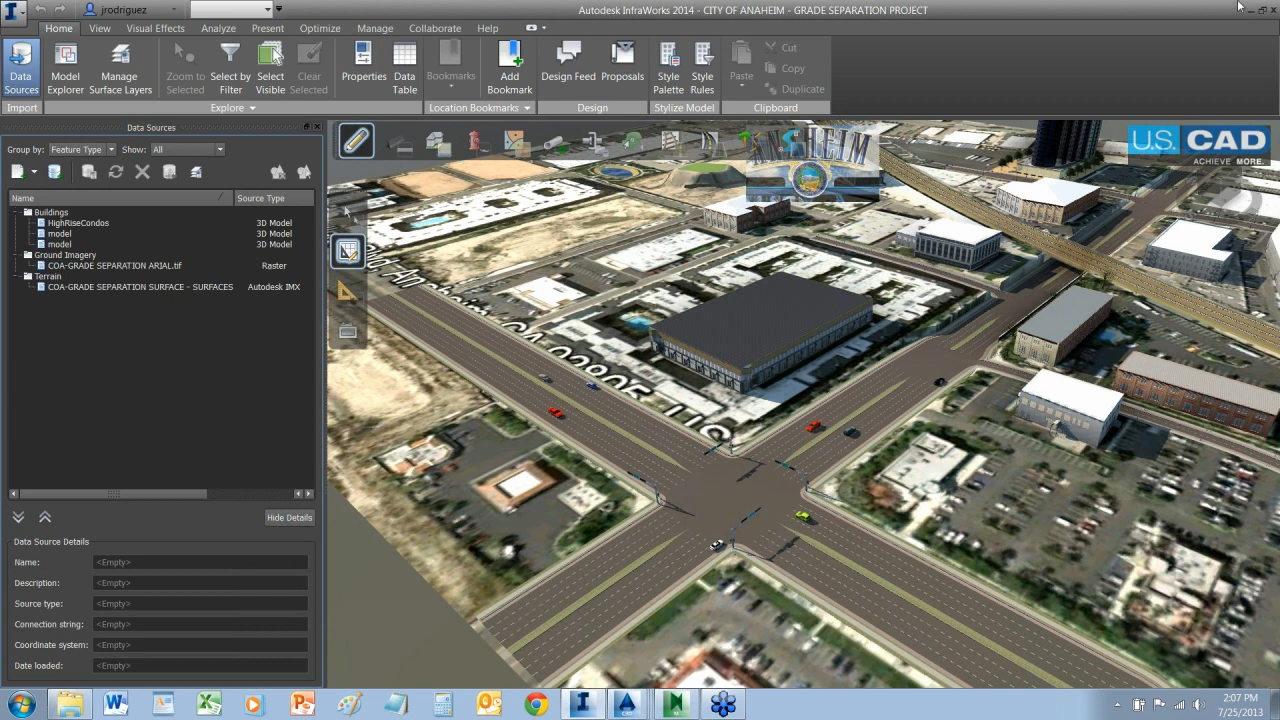 jrodriguez
Autodesk InfraWorks 2014 - CITY OF ANAHEIM - GRADE SEPARATION PROJECT
Home View Visual Effects Analyze Present Optimize Manage Collaborate Help
Data Sources
Model Explorer
Manage Surface Layers
Zoom to Selected
Select by Filter
Select Visible
Clear Selected
Properties
Data Table
Bookmarks
Add Bookmark
Design Feed
Proposals
Style Palette
Style Rules
Paste
Cut
Copy
Duplicate
Import Explore Location Bookmarks Design Stylize Model Clipboard
Data Sources
Group by: Feature Type Show: All
Name Source Type
Buildings
HighRiseCondos 3D Model
model 3D Model
model 3D Model
Ground Imagery
COA-GRADE SEPARATION ARIAL.tif Raster
Terrain
COA-GRADE SEPARATION SURFACE - SURFACES Autodesk IMX
Hide Details
Data Source Details
Name: <Empty>
Description: <Empty>
Source type: <Empty>
Connection string: <Empty>
Coordinate system: <Empty>
Date loaded: <Empty>
ANAHEIM
U.S. CAD
ACHIEVE MORE.
CA 92805, US
2:07 PM
7/25/2013